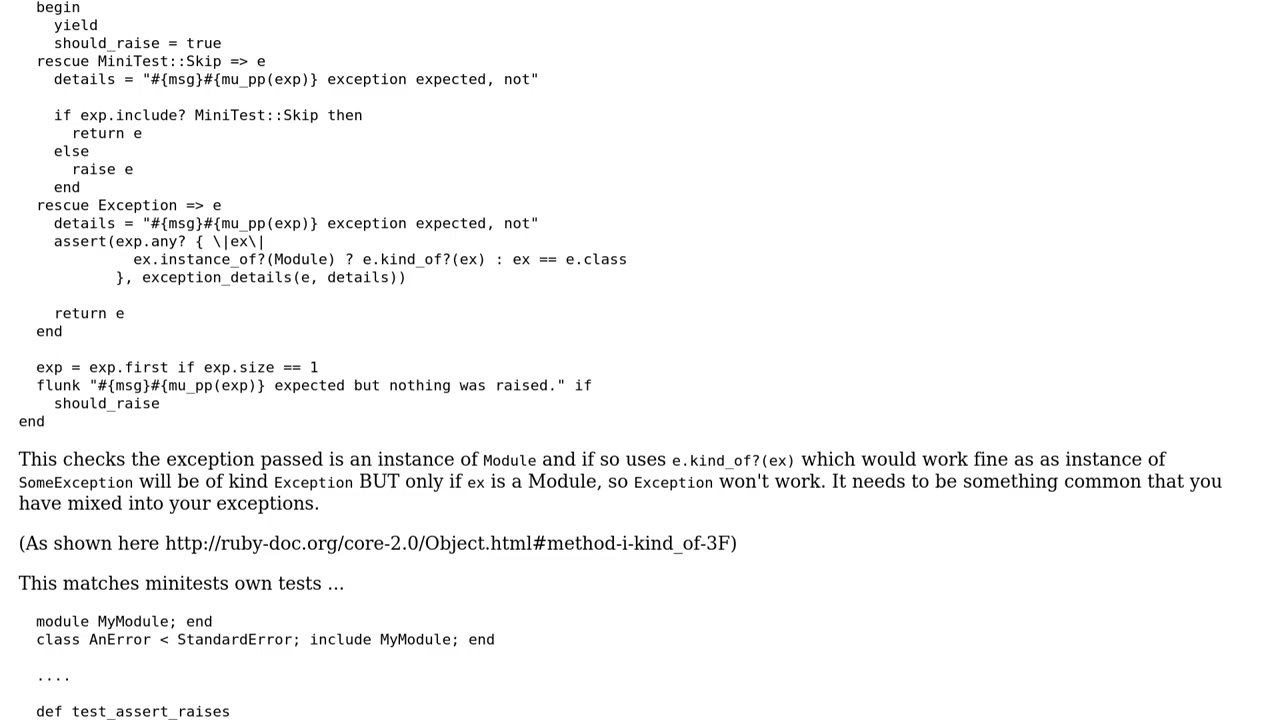 begin
yield
should_raise = true
rescue MiniTest::Skip => e
details = "#{msg}#{mu_pp(exp)} exception expected, not"
if exp.include? MiniTest::Skip then
return e
else
raise e
end
rescue Exception => e
details = "#{msg}#{mu_pp(exp)} exception expected, not"
assert(exp.any? { \|ex\|
ex.instance_of?(Module) ? e.kind_of?(ex) : ex == e.class
}, exception_details(e, details))
return e
end
exp = exp.first if exp.size == 1
flunk "#{msg}#{mu_pp(exp)} expected but nothing was raised." if
should_raise
end
This checks the exception passed is an instance of Module and if so uses e.kind_of?(ex) which would work fine as as instance of
SomeException will be of kind Exception BUT only if ex is a Module, so Exception won't work. It needs to be something common that you
have mixed into your exceptions.
(As shown here http://ruby-doc.org/core-2.0/Object.html#method-i-kind_of-3F)
This matches minitests own tests ...
module MyModule; end
class AnError < StandardError; include MyModule; end
....
def test_assert_raises